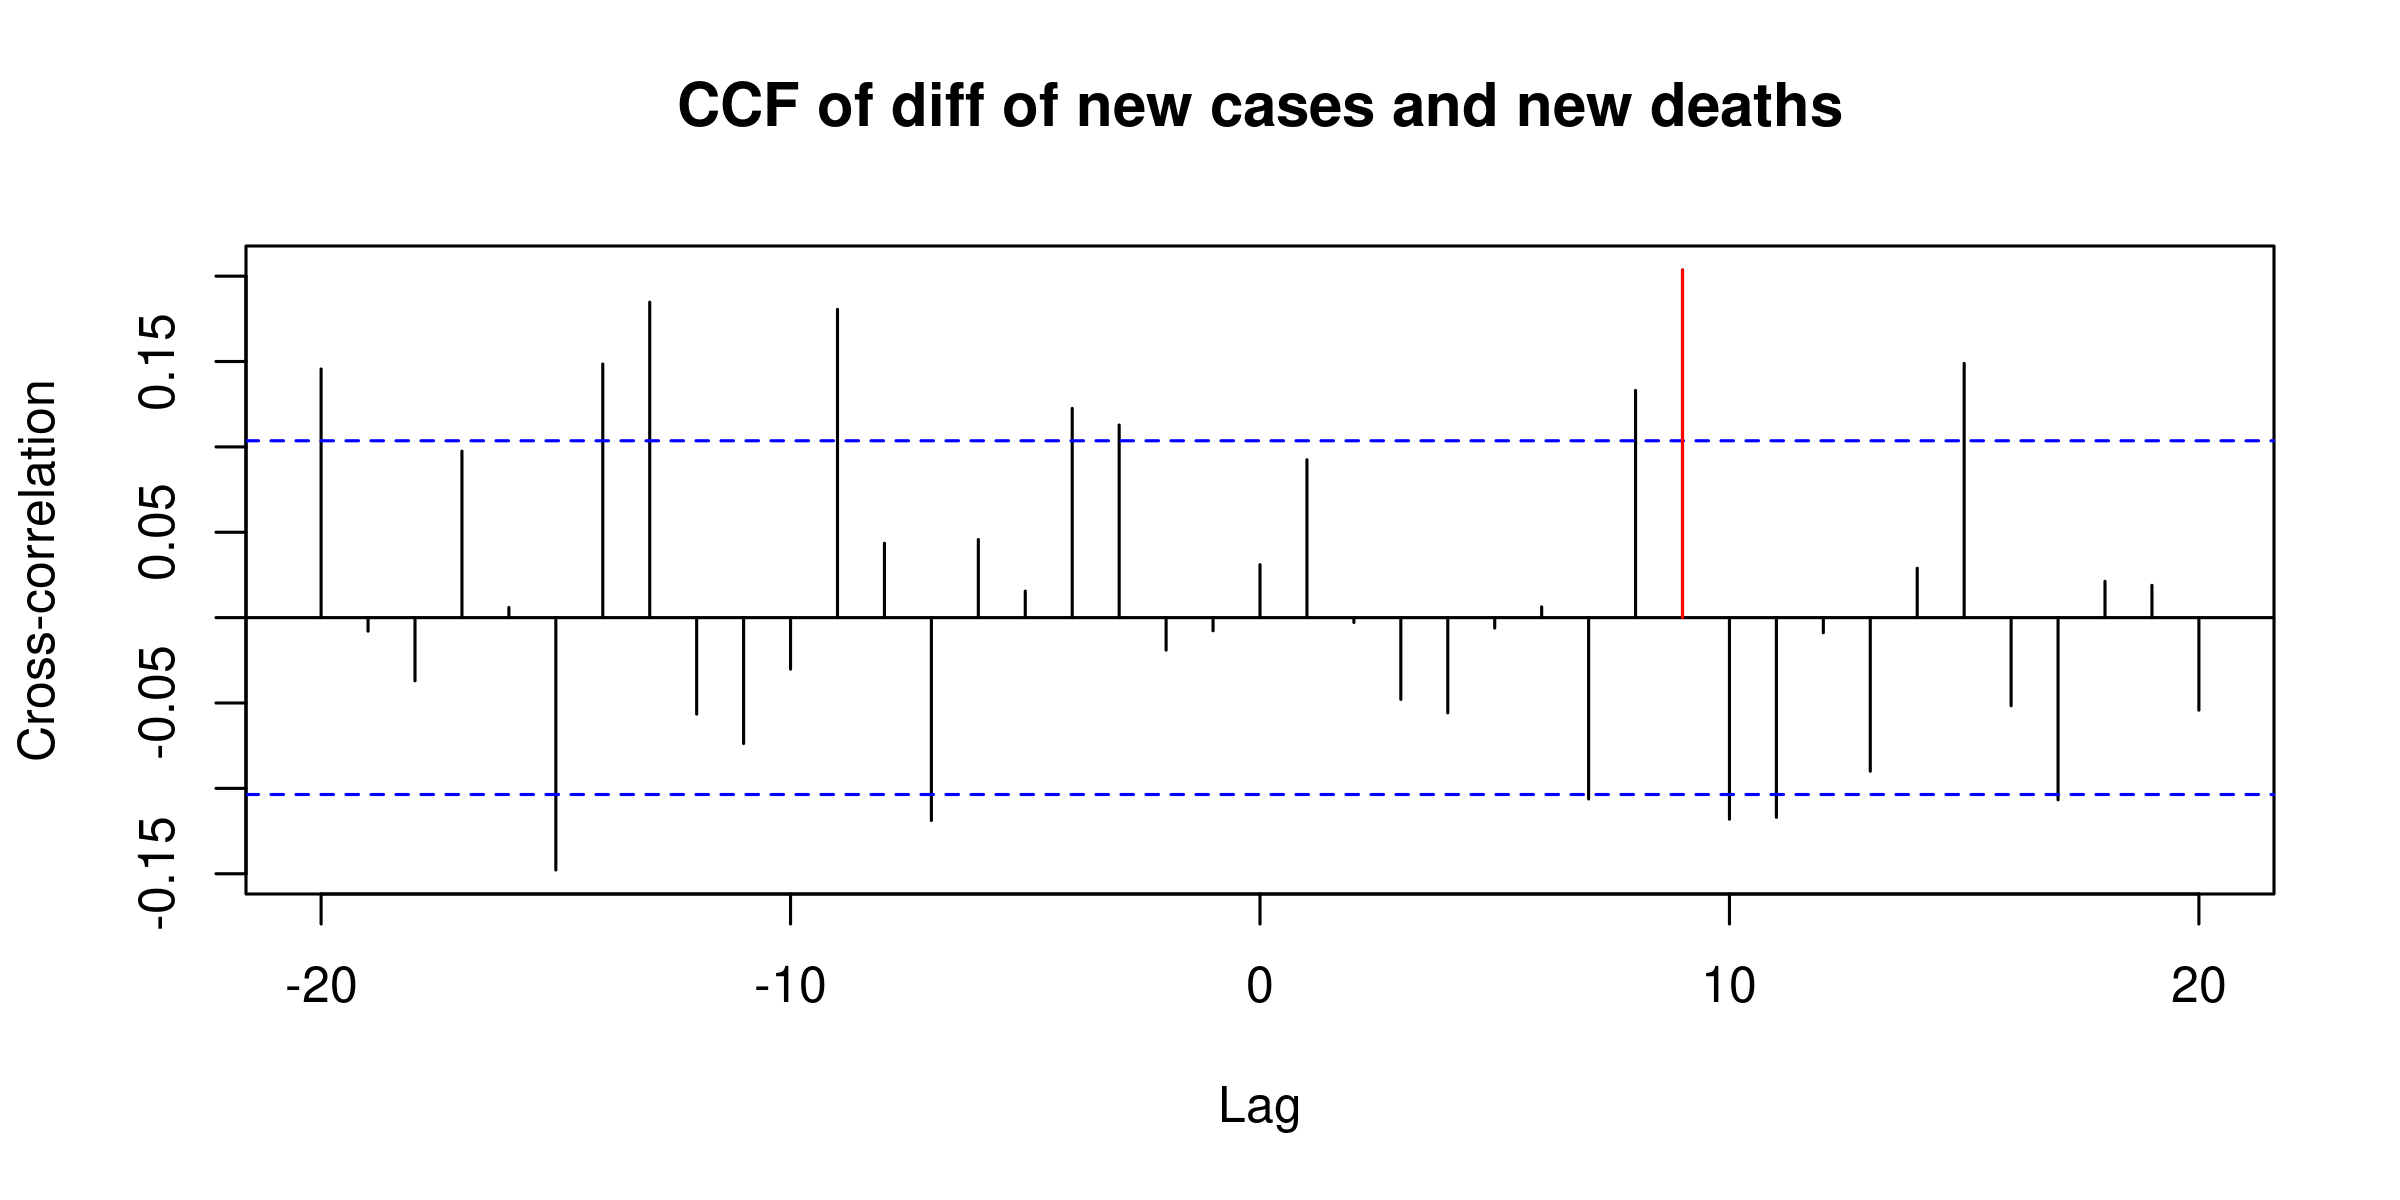 CCF of diff of new cases and new deaths
Cross-correlation
0.15
0.05
-0.05
-0.15
-20 -10 0 10 20
Lag